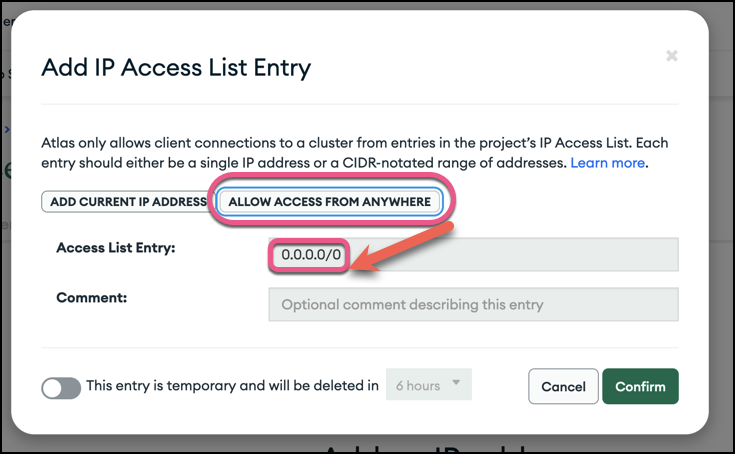 Add IP Access List Entry
Atlas only allows client connections to a cluster from entries in the project's IP Access List. Each
entry should either be a single IP address or a CIDR-notated range of addresses. Learn more.
ADD CURRENT IP ADDRESS
ALLOW ACCESS FROM ANYWHERE
Access List Entry:
0.0.0.0/0
Comment:
Optional comment describing this entry
This entry is temporary and will be deleted in
6 hours
Cancel
Confirm